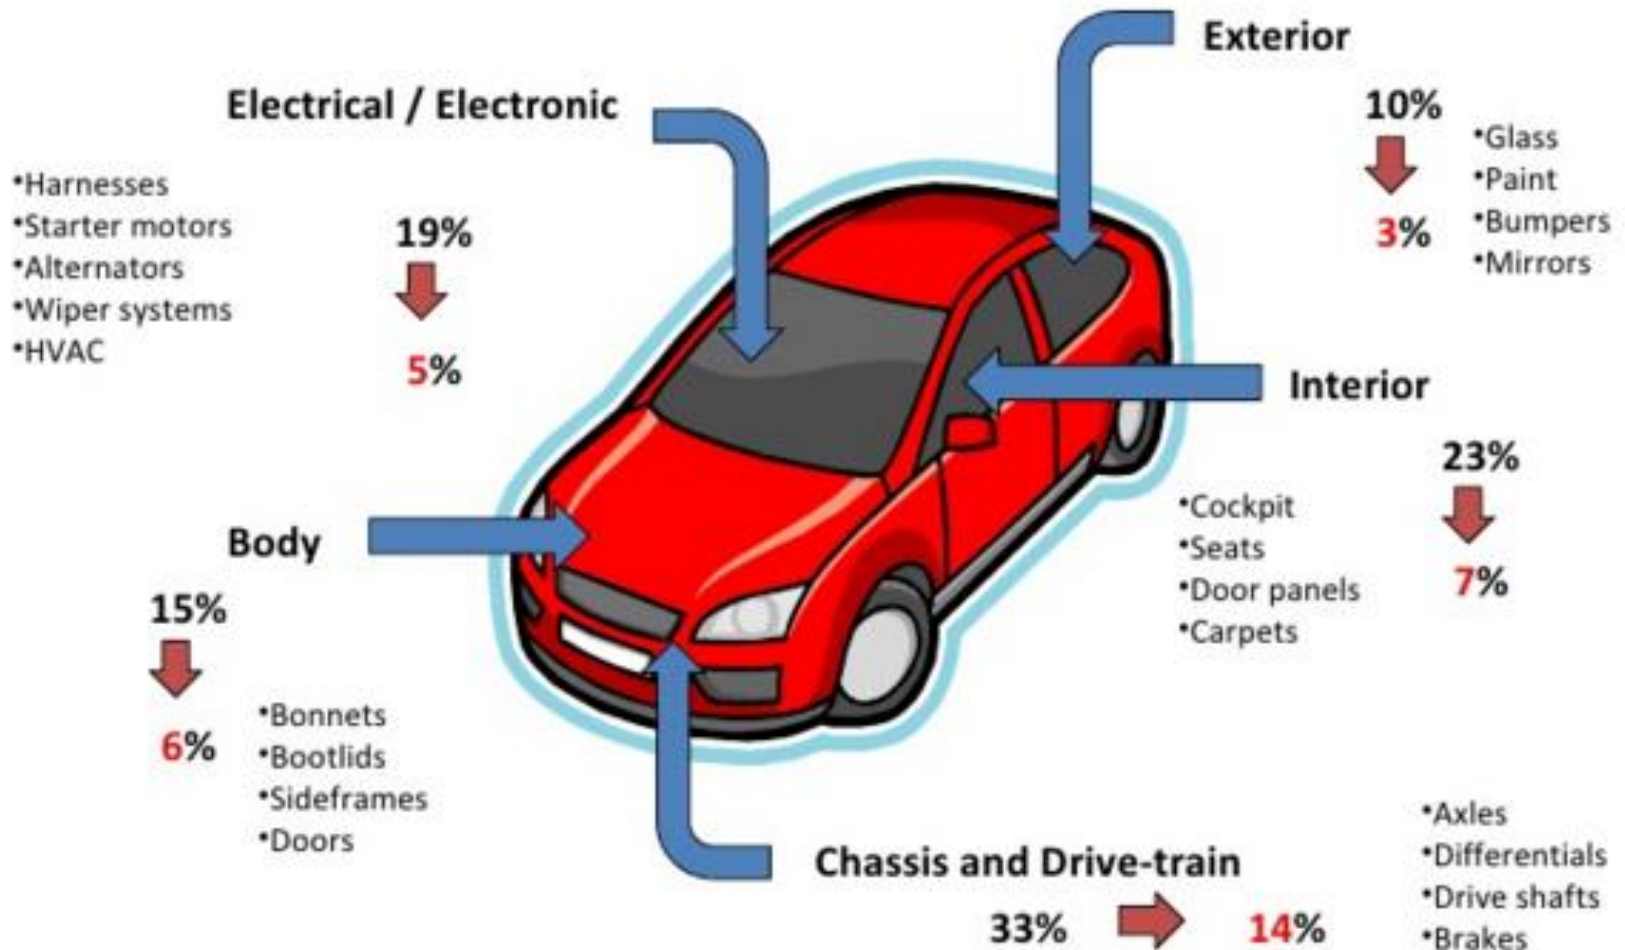 Exterior
10%
•Glass
•Paint
•Bumpers
•Mirrors
3%
Electrical / Electronic
•Harnesses
•Starter motors
•Alternators
•Wiper systems
•HVAC
19%
5%
Interior
23%
7%
•Cockpit
•Seats
•Door panels
•Carpets
Body
15%
6%
•Bonnets
•Bootlids
•Sideframes
•Doors
Chassis and Drive-train
33%
14%
•Axles
•Differentials
•Drive shafts
•Brakes